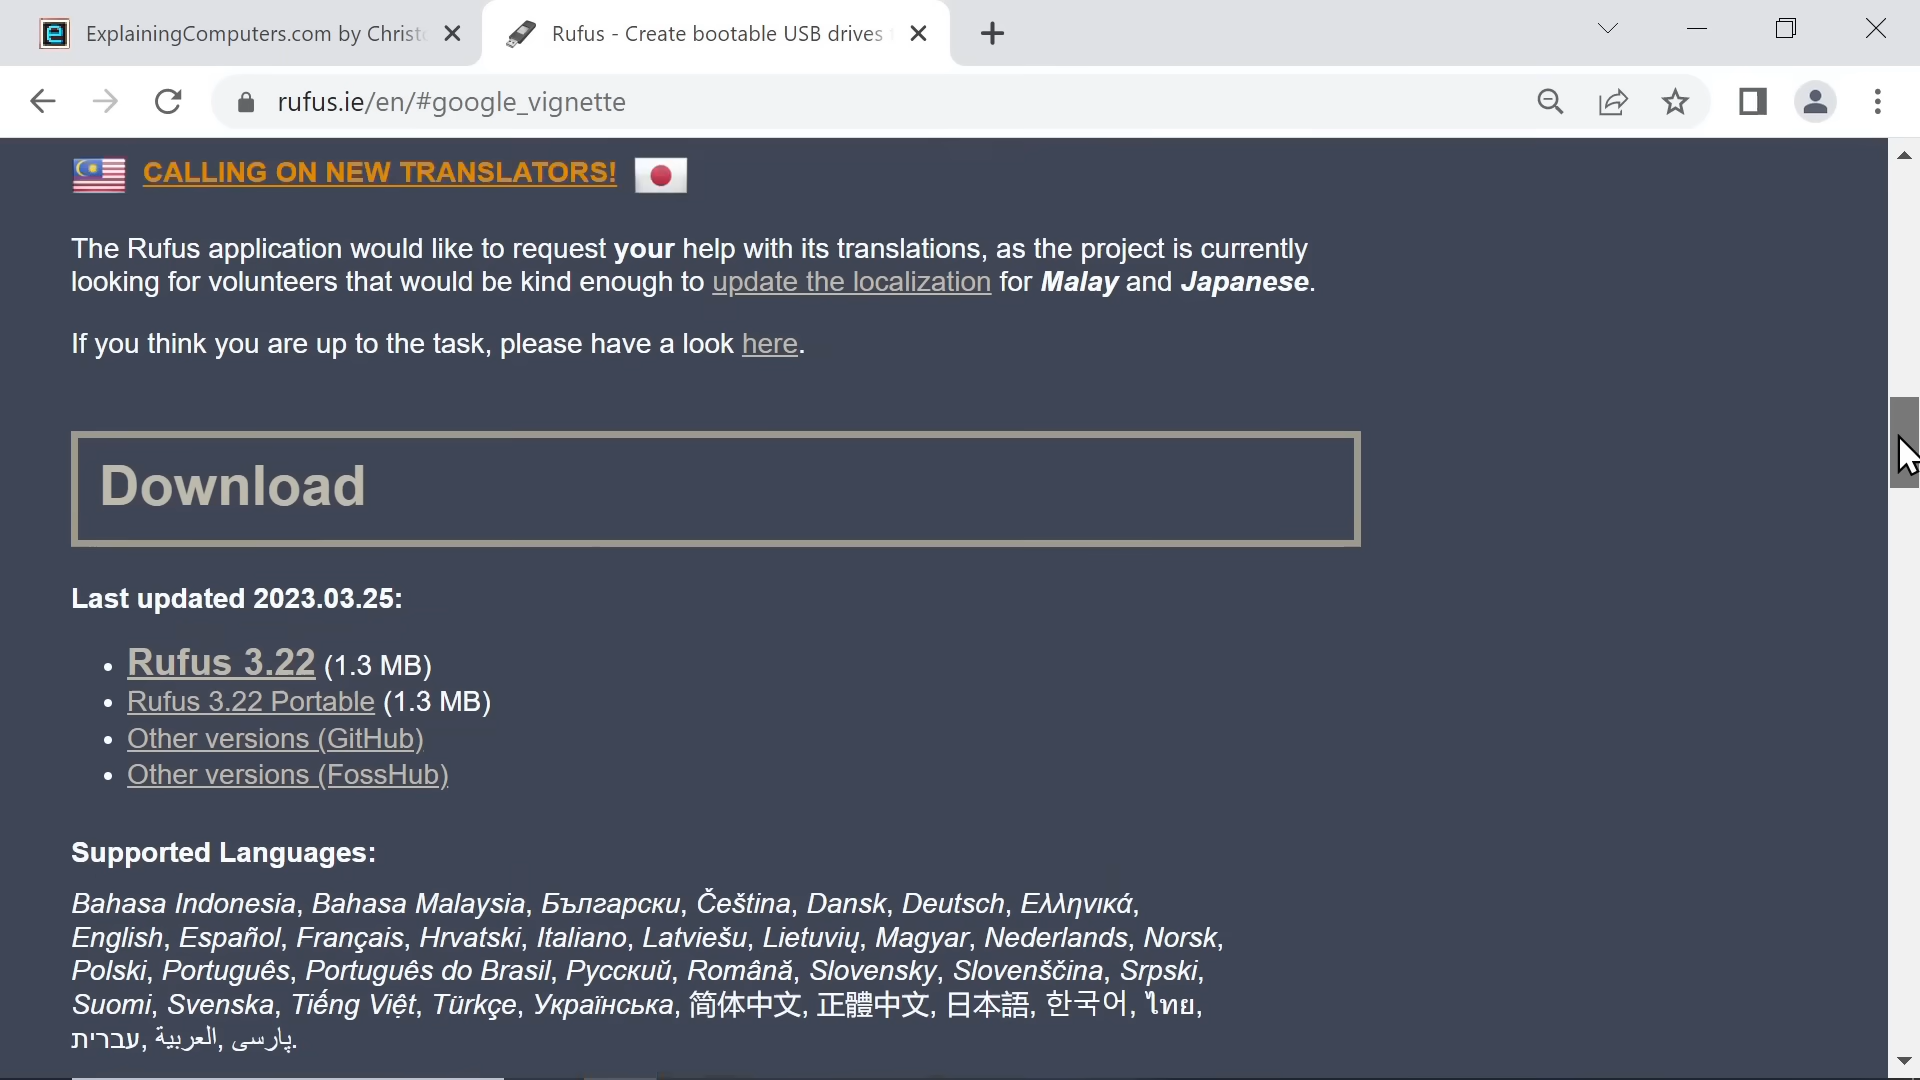 ExplainingComputers.com by Christ
Rufus - Create bootable USB drives
rufus.ie/en/#google_vignette
CALLING ON NEW TRANSLATORS!
The Rufus application would like to request your help with its translations, as the project is currently
looking for volunteers that would be kind enough to update the localization for Malay and Japanese.
If you think you are up to the task, please have a look here.
Download
Last updated 2023.03.25:
• Rufus 3.22 (1.3 MB)
• Rufus 3.22 Portable (1.3 MB)
• Other versions (GitHub)
• Other versions (FossHub)
Supported Languages:
Bahasa Indonesia, Bahasa Malaysia, Български, Čeština, Dansk, Deutsch, Ελληνικά,
English, Español, Français, Hrvatski, Italiano, Latviešu, Lietuvių, Magyar, Nederlands, Norsk,
Polski, Português, Português do Brasil, Русский, Română, Slovensky, Slovenščina, Srpski,
Suomi, Svenska, Tiếng Việt, Türkçe, Українська, 简体中文, 正體中文, 日本語, 한국어, ไทย,
עברית, العربية, پارسی.